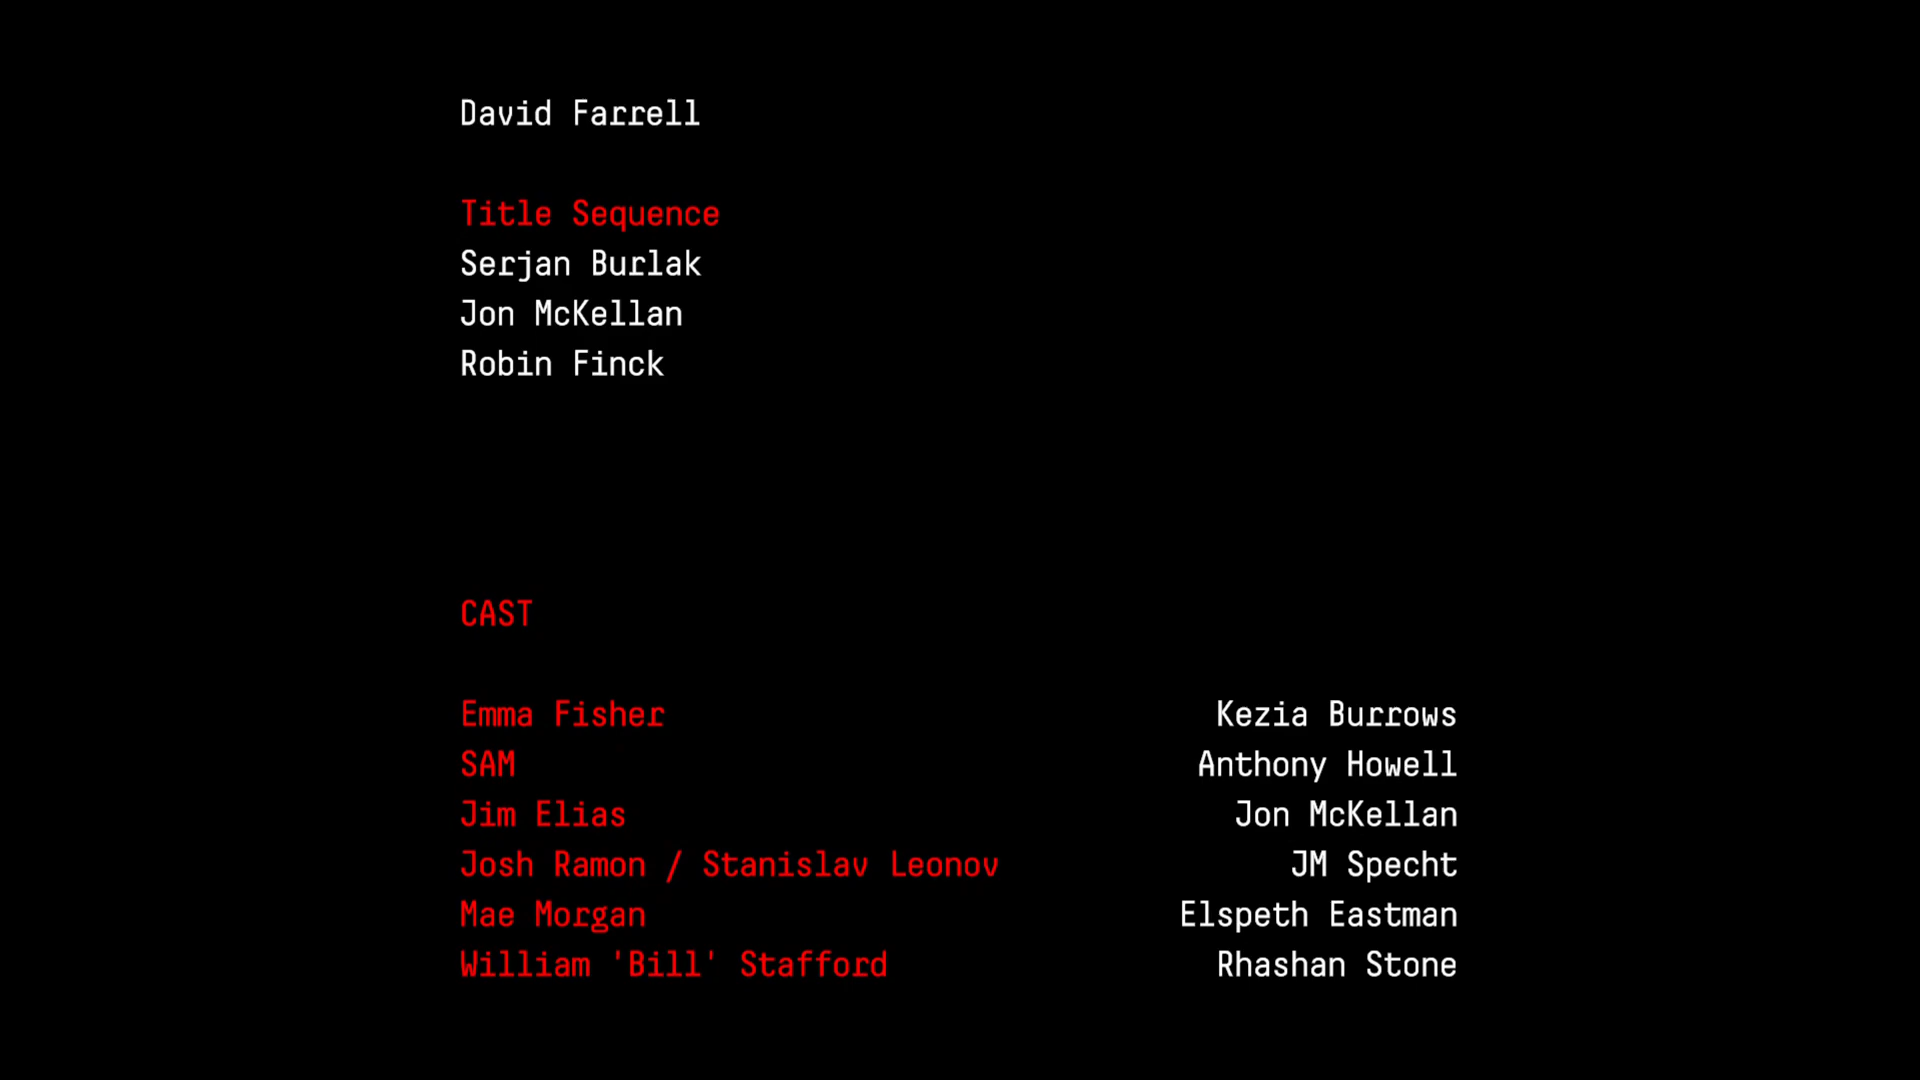 David Farrell
Title Sequence
Serjan Burlak
Jon McKellan
Robin Finck
CAST
Emma Fisher Kezia Burrows
SAM Anthony Howell
Jim Elias Jon McKellan
Josh Ramon / Stanislav Leonov JM Specht
Mae Morgan Elspeth Eastman
William 'Bill' Stafford Rhashan Stone